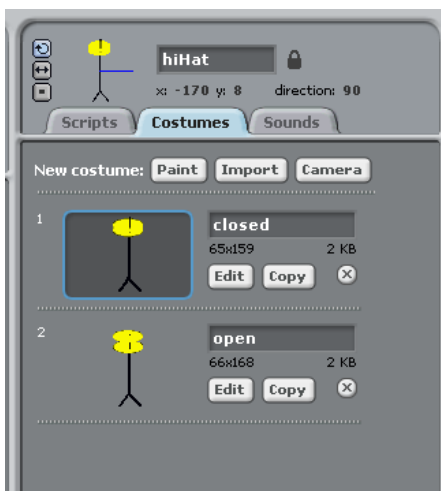 hiHat
x: -170 y: 8 direction: 90
Scripts Costumes Sounds
New costume: Paint Import Camera
1
closed
65x159 2 KB
Edit Copy
2
open
66x168 2 KB
Edit Copy